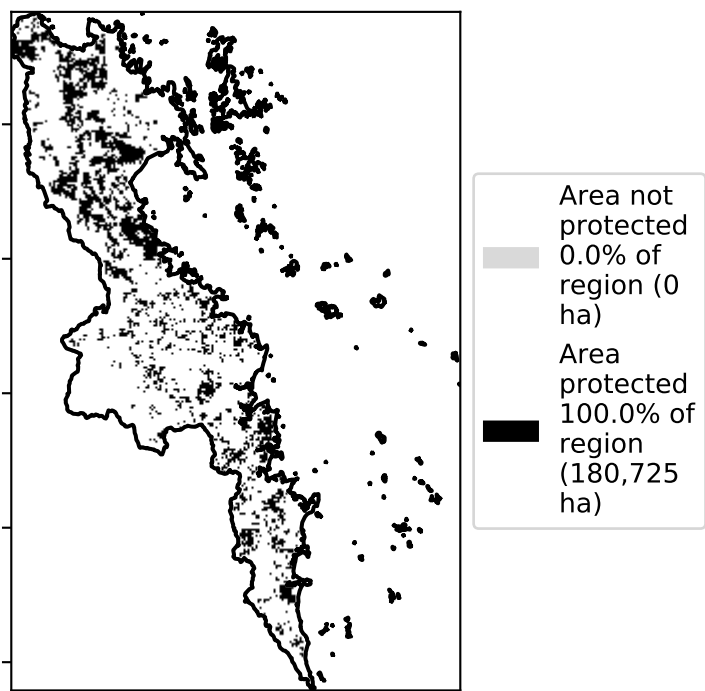 Area not
protected
0.0% of
region (0
ha)
Area
protected
100.0% of
region
(180,725
ha)